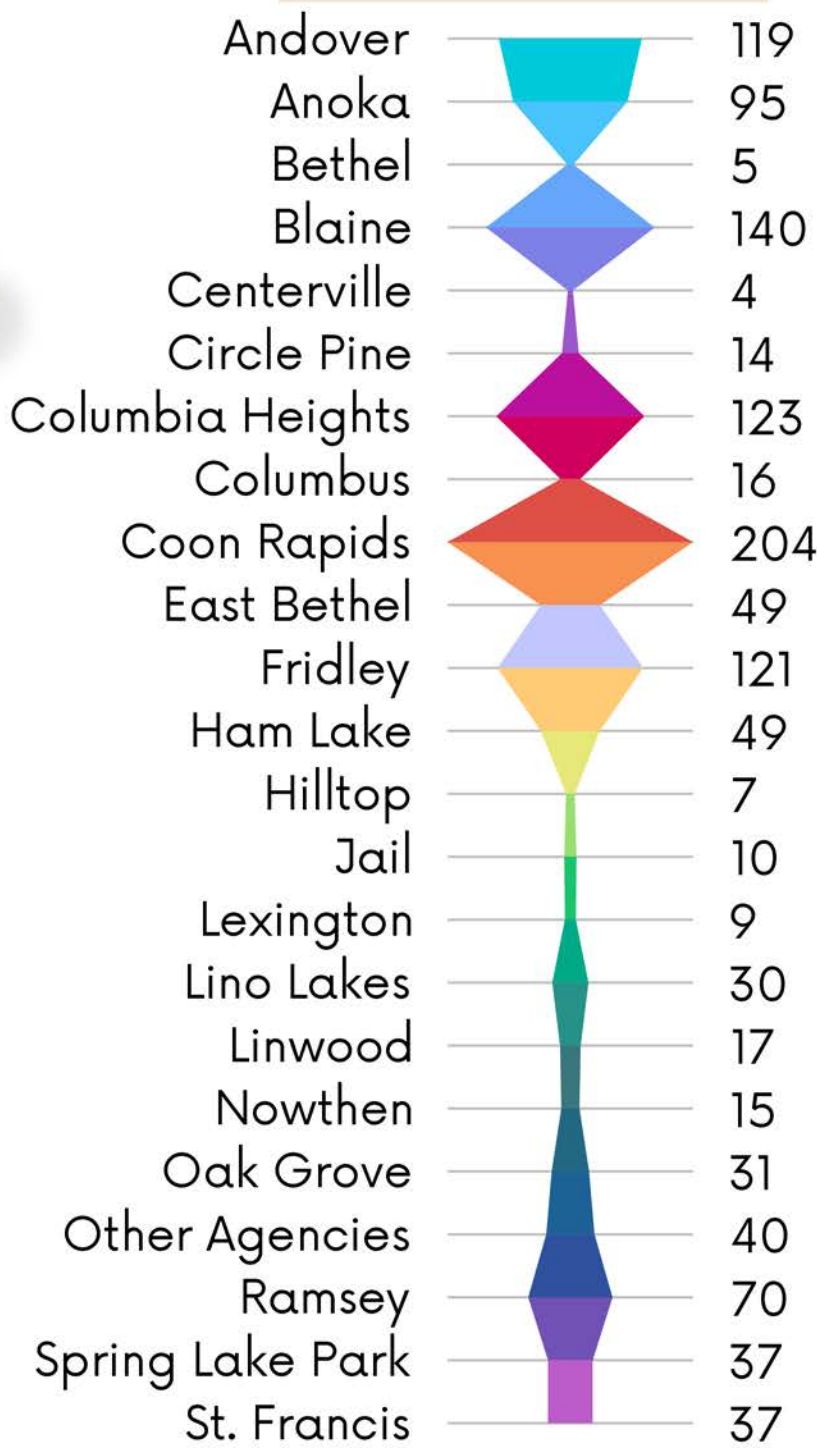 Andover 119
Anoka 95
Bethel 5
Blaine 140
Centerville 4
Circle Pine 14
Columbia Heights 123
Columbus 16
Coon Rapids 204
East Bethel 49
Fridley 121
Ham Lake 49
Hilltop 7
Jail 10
Lexington 9
Lino Lakes 30
Linwood 17
Nowthen 15
Oak Grove 31
Other Agencies 40
Ramsey 70
Spring Lake Park 37
St. Francis 37